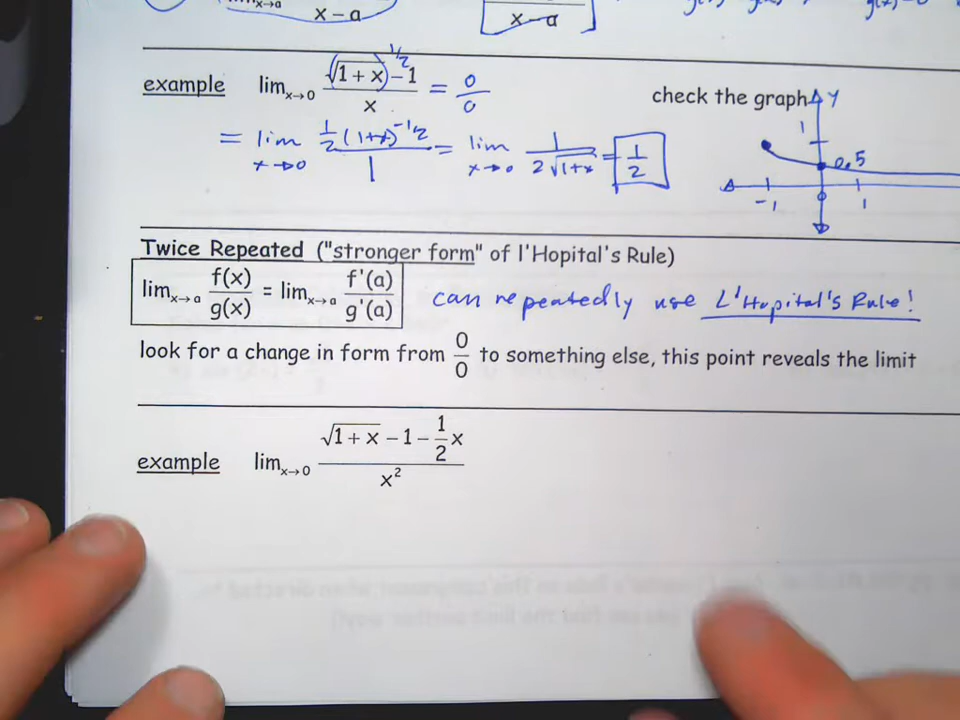 x – a
x – a
example lim x→0 (√1 + x)^1/2 – 1 / x = 0/0
check the graph Y
= lim x→0 1/2 (1+x)^-1/2 / 1 = lim x→0 1 / 2√1+x = 1/2
1
0.5
-1 0 1
Twice Repeated ("stronger form" of l'Hopital's Rule)
lim x→a f(x)/g(x) = lim x→a f'(a)/g'(a) can repeatedly use L'Hopital's Rule!
look for a change in form from 0/0 to something else, this point reveals the limit
example lim x→0 √1 + x – 1 – 1/2 x / x²